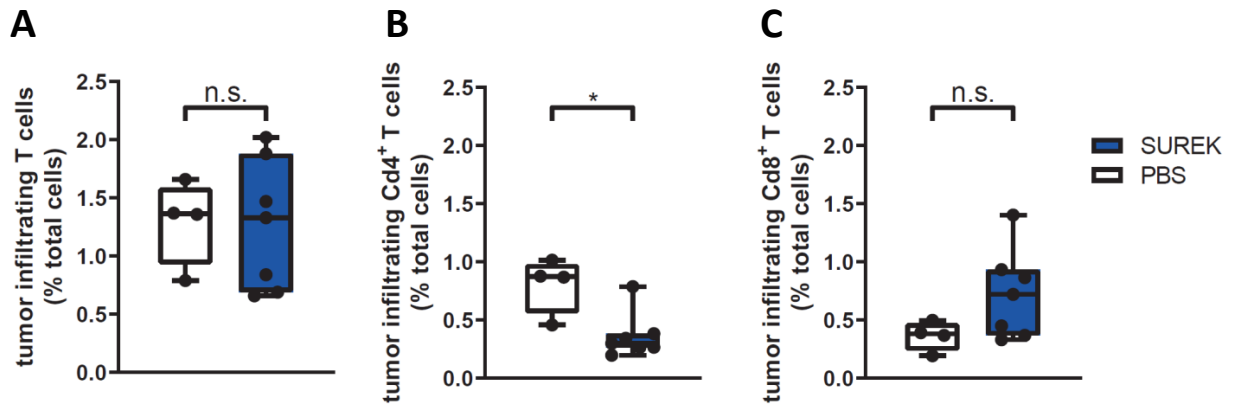 A
tumor infiltrating T cells
(% total cells)
2.5
2.0
1.5
1.0
0.5
0.0
n.s.
B
tumor infiltrating Cd4⁺ T cells
(% total cells)
2.5
2.0
1.5
1.0
0.5
0.0
*
C
tumor infiltrating Cd8⁺ T cells
(% total cells)
2.5
2.0
1.5
1.0
0.5
0.0
n.s.
SUREK
PBS